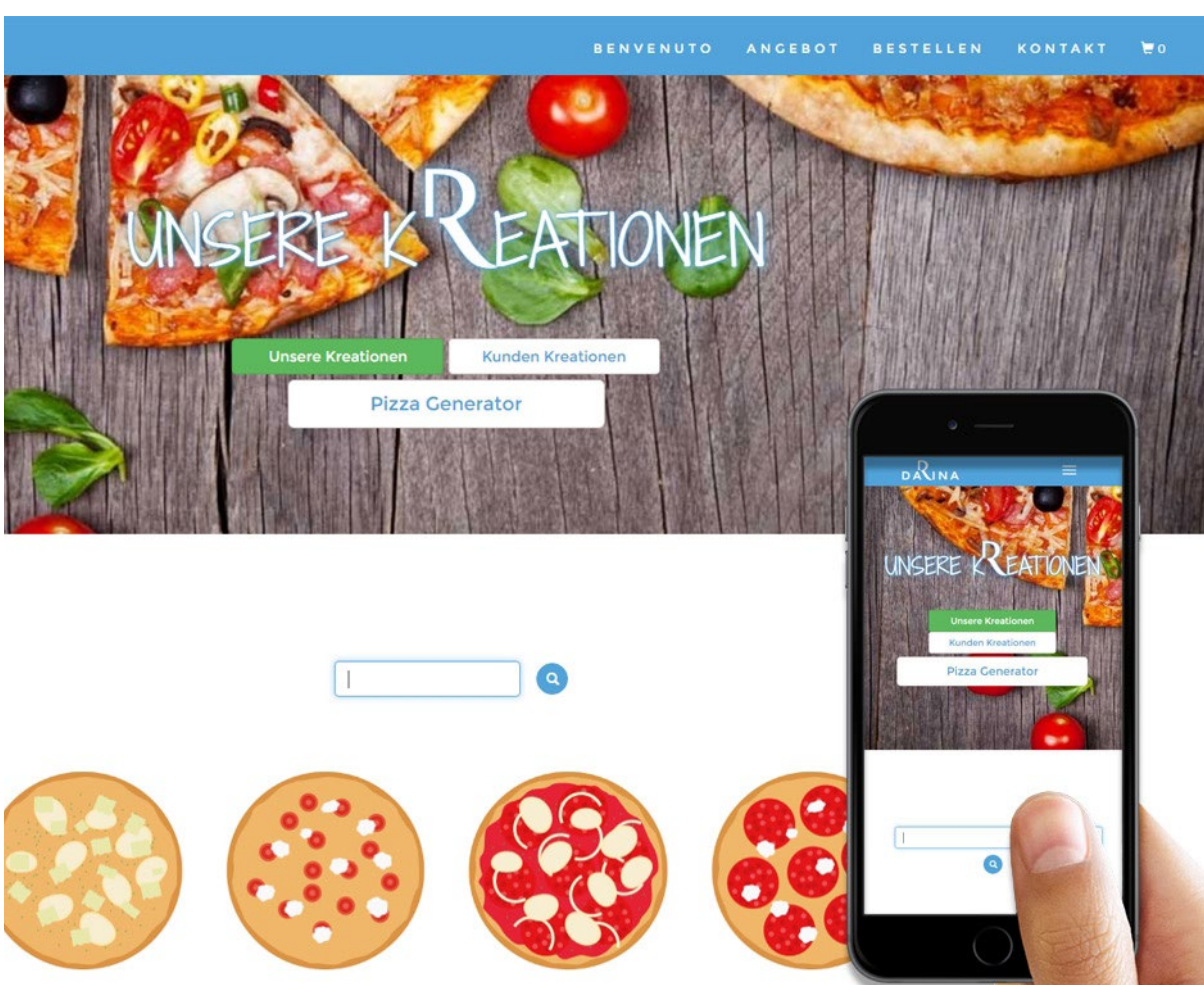 BENVENUTO ANGEBOT BESTELLEN KONTAKT 0
UNSERE KREATIONEN
Unsere Kreationen Kunden Kreationen
Pizza Generator
DARINA
UNSERE KREATIONEN
Unsere Kreationen
Kunden Kreationen
Pizza Generator